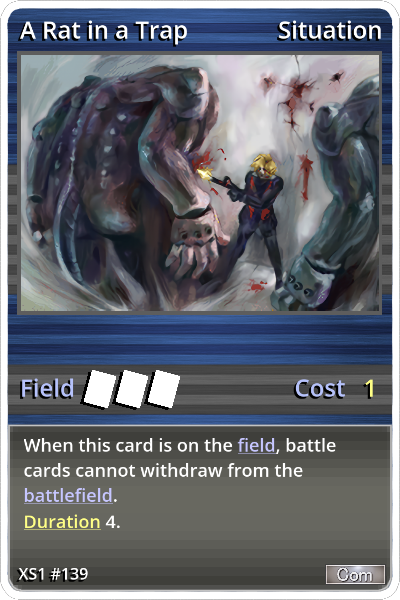 A Rat in a Trap Situation
Field Cost 1
When this card is on the field, battle
cards cannot withdraw from the
battlefield.
Duration 4.
XS1 #139 Com